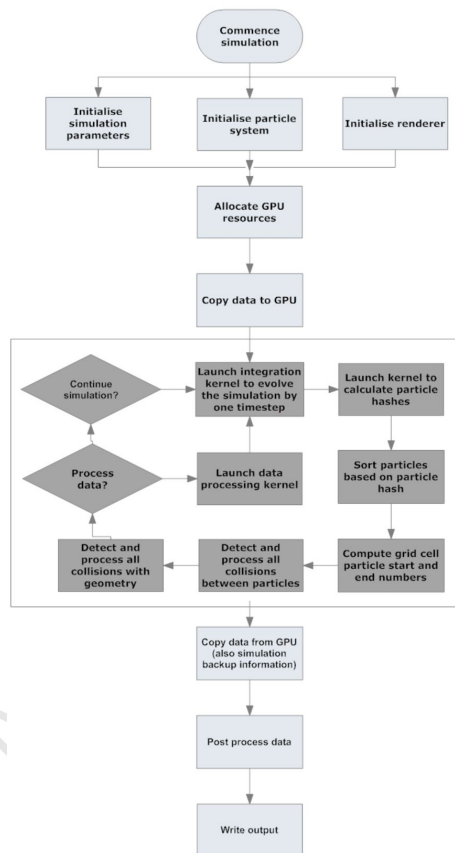 Commence
simulation
Initialise
simulation
parameters
Initialise particle
system
Initialise renderer
Allocate GPU
resources
Copy data to GPU
Continue
simulation?
Launch integration
kernel to evolve
the simulation by
one timestep
Launch kernel to
calculate particle
hashes
Process
data?
Launch data
processing kernel
Sort particles
based on particle
hash
Detect and
process all
collisions with
geometry
Detect and
process all
collisions
between particles
Compute grid cell
particle start and
end numbers
Copy data from GPU
(also simulation
backup information)
Post process data
Write output